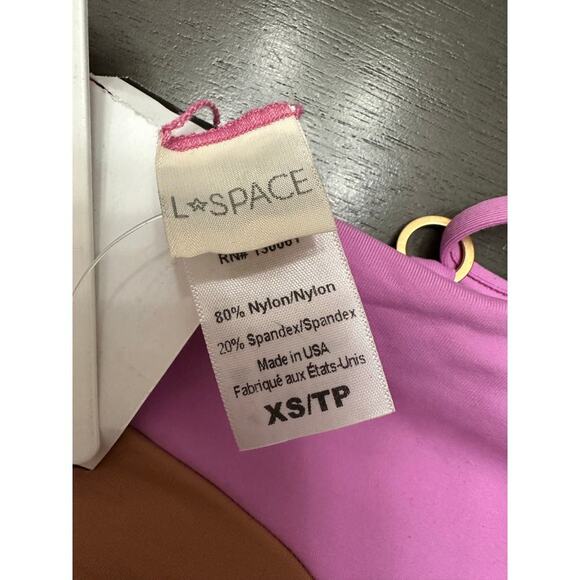 L☆SPACE
RN#
80% Nylon/Nylon
20% Spandex/Spandex
Made in USA
Fabriqué aux États-Unis
XS/TP